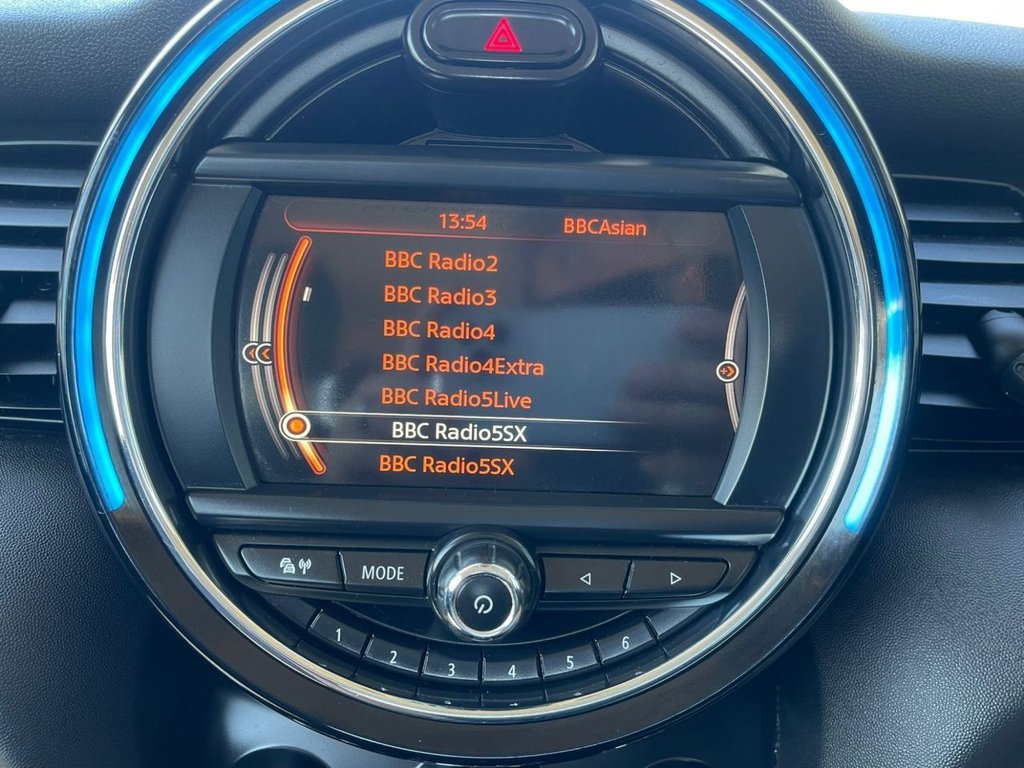 13:54 BBCAsian
BBC Radio2
BBC Radio3
BBC Radio4
BBC Radio4Extra
BBC Radio5Live
BBC Radio5SX
BBC Radio5SX
MODE
1 2 3 4 5 6